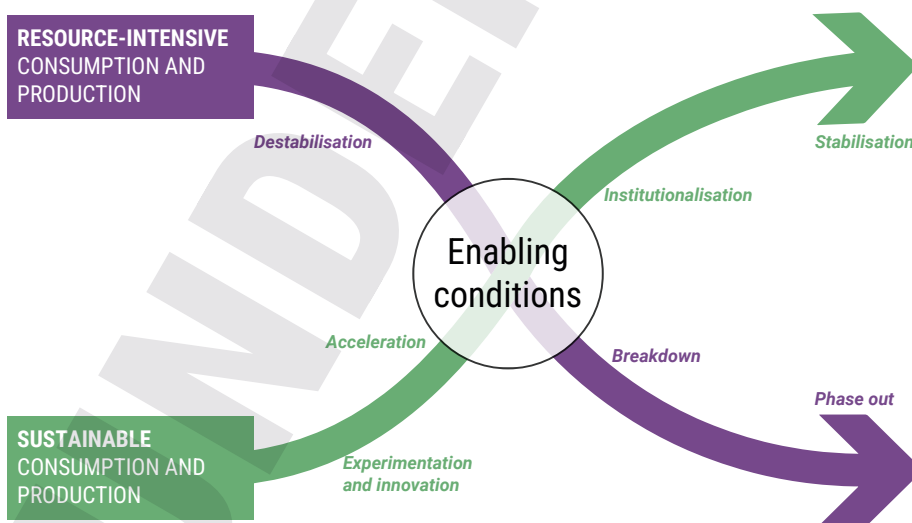 RESOURCE-INTENSIVE
CONSUMPTION AND
PRODUCTION
Destabilisation
Stabilisation
Institutionalisation
Enabling
conditions
Acceleration
Breakdown
Phase out
SUSTAINABLE
CONSUMPTION AND
PRODUCTION
Experimentation
and innovation
UNDE